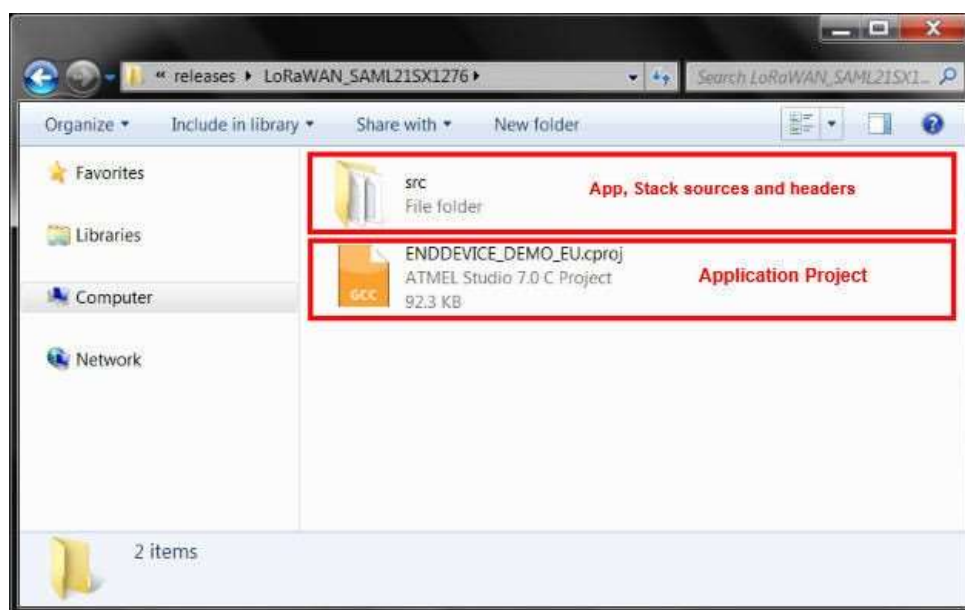 « releases ▸ LoRaWAN_SAML21SX1276 ▸
Search LoRaWAN_SAML21SX1...
Organize ▾ Include in library ▾ Share with ▾ New folder
Favorites
Libraries
Computer
Network
src
File folder
App, Stack sources and headers
GCC
ENDDEVICE_DEMO_EU.cproj
ATMEL Studio 7.0 C Project
92.3 KB
Application Project
2 items